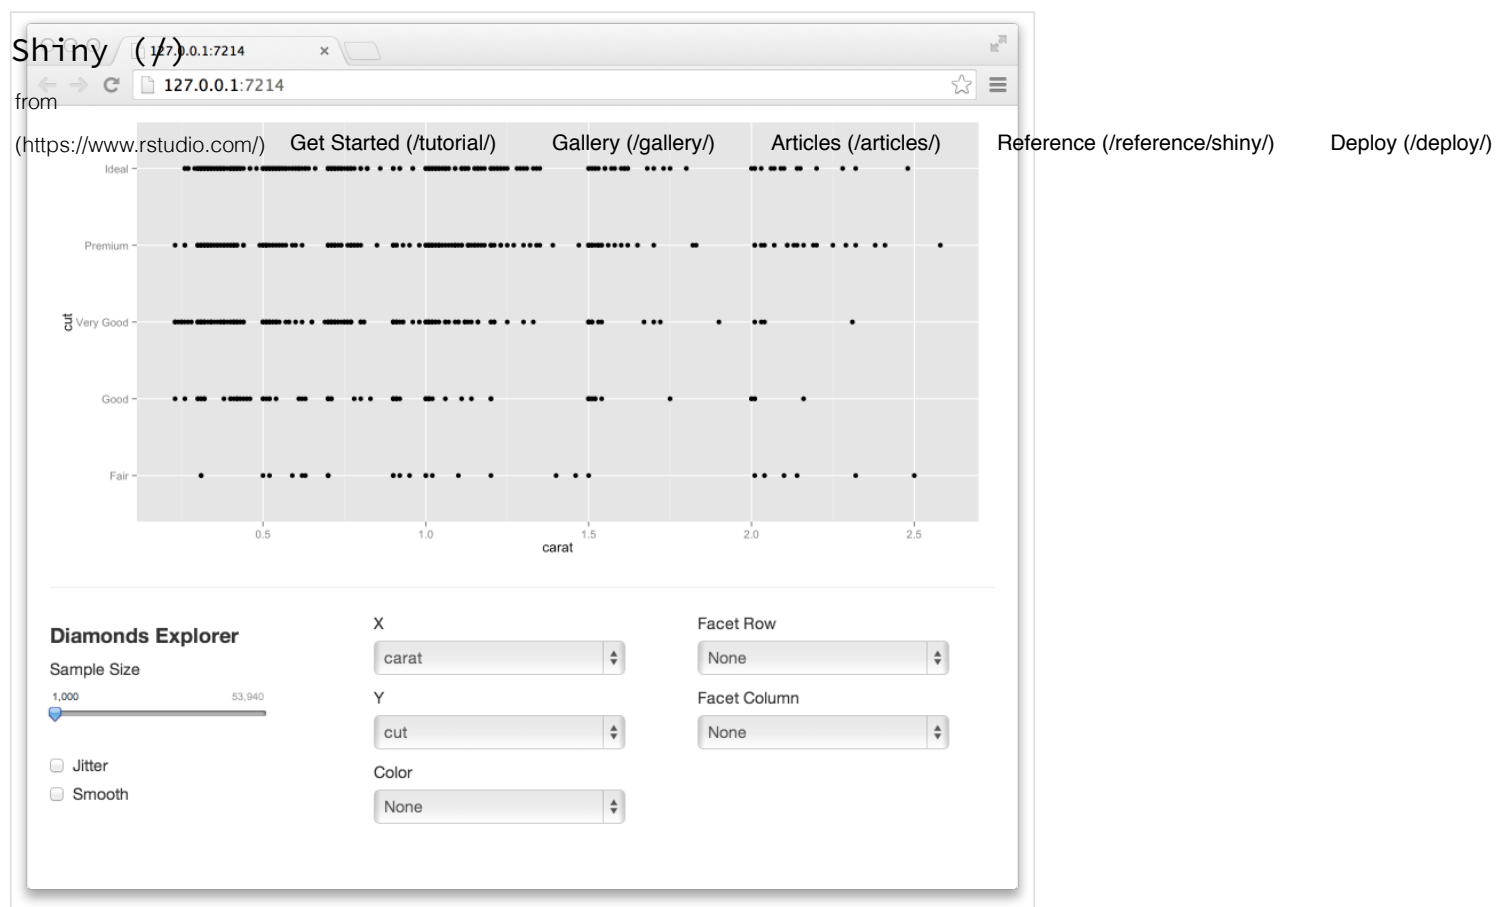 Shiny (/)
127.0.0.1:7214
127.0.0.1:7214
from
(https://www.rstudio.com/) Get Started (/tutorial/) Gallery (/gallery/) Articles (/articles/) Reference (/reference/shiny/) Deploy (/deploy/)
Ideal
Premium
cut
Very Good
Good
Fair
0.5 1.0 1.5 2.0 2.5
carat
Diamonds Explorer
Sample Size
1,000 53,940
Jitter
Smooth
X
carat
Y
cut
Color
None
Facet Row
None
Facet Column
None